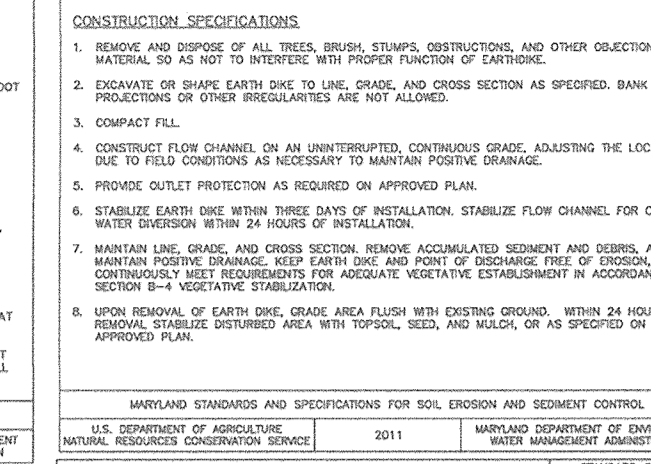 CONSTRUCTION SPECIFICATIONS
1. REMOVE AND DISPOSE OF ALL TREES, BRUSH, STUMPS, OBSTRUCTIONS, AND OTHER OBJECTION
MATERIAL SO AS NOT TO INTERFERE WITH PROPER FUNCTION OF EARTHDIKE.
OOT
2. EXCAVATE OR SHAPE EARTH DIKE TO LINE, GRADE, AND CROSS SECTION AS SPECIFIED. BANK
PROJECTIONS OR OTHER IRREGULARITIES ARE NOT ALLOWED.
3. COMPACT FILL.
4. CONSTRUCT FLOW CHANNEL ON AN UNINTERRUPTED, CONTINUOUS GRADE, ADJUSTING THE LOC
DUE TO FIELD CONDITIONS AS NECESSARY TO MAINTAIN POSITIVE DRAINAGE.
5. PROVIDE OUTLET PROTECTION AS REQUIRED ON APPROVED PLAN.
6. STABILIZE EARTH DIKE WITHIN THREE DAYS OF INSTALLATION. STABILIZE FLOW CHANNEL FOR C
WATER DIVERSION WITHIN 24 HOURS OF INSTALLATION.
7. MAINTAIN LINE, GRADE, AND CROSS SECTION. REMOVE ACCUMULATED SEDIMENT AND DEBRIS, A
MAINTAIN POSITIVE DRAINAGE. KEEP EARTH DIKE AND POINT OF DISCHARGE FREE OF EROSION,
CONTINUOUSLY MEET REQUIREMENTS FOR ADEQUATE VEGETATIVE ESTABLISHMENT IN ACCORDAN
SECTION B-4 VEGETATIVE STABILIZATION.
AT
8. UPON REMOVAL OF EARTH DIKE, GRADE AREA FLUSH WITH EXISTING GROUND. WITHIN 24 HOU
REMOVAL STABILIZE DISTURBED AREA WITH TOPSOIL, SEED, AND MULCH, OR AS SPECIFIED ON
APPROVED PLAN.
MARYLAND STANDARDS AND SPECIFICATIONS FOR SOIL EROSION AND SEDIMENT CONTROL
U.S. DEPARTMENT OF AGRICULTURE
NATURAL RESOURCES CONSERVATION SERVICE
2011
MARYLAND DEPARTMENT OF ENVI
WATER MANAGEMENT ADMINIST
ENT